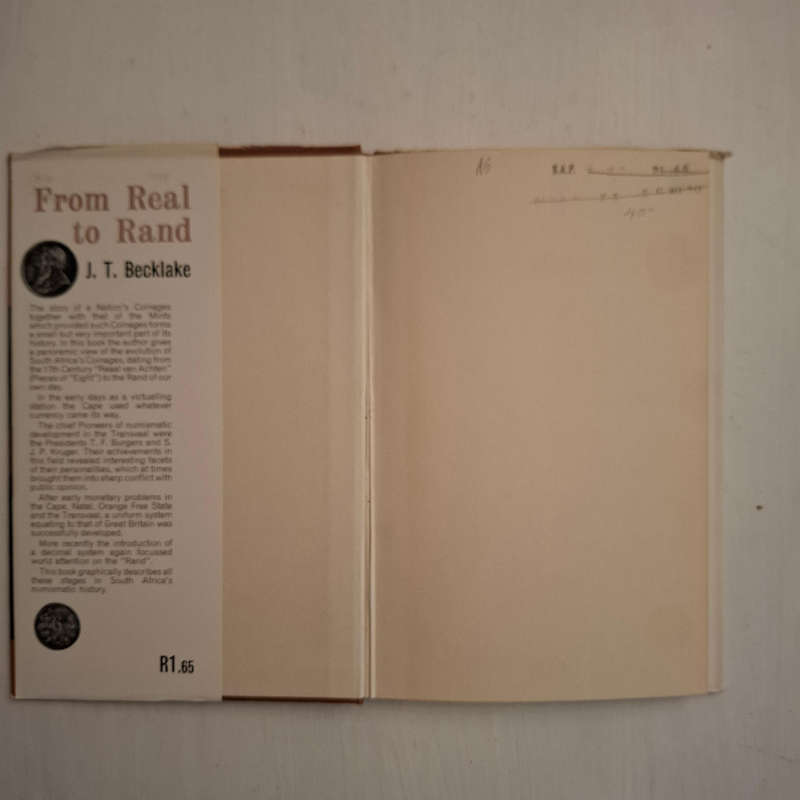 From Real
to Rand
J. T. Becklake
The story of a Nation's Coinages
together with that of the Mints
which provided such Coinages forms
a small but very important part of its
history. In this book the author gives
a panoramic view of the evolution of
South Africa's Coinages, dating from
the 17th Century "Reaal van Achten"
(Pieces of "Eight") to the Rand of our
own day.
In the early days as a victualling
station the Cape used whatever
currency came its way.
The chief Pioneers of numismatic
development in the Transvaal were
the Presidents T. F. Burgers and S.
J. P. Kruger. Their achievements in
this field revealed interesting facets
of their personalities, which at times
brought them into sharp conflict with
public opinion.
After early monetary problems in
the Cape, Natal, Orange Free State
and the Transvaal, a uniform system
equating to that of Great Britain was
successfully developed.
More recently the introduction of
a decimal system again focussed
world attention on the "Rand".
This book graphically describes all
these stages in South Africa's
numismatic history.
R1.65